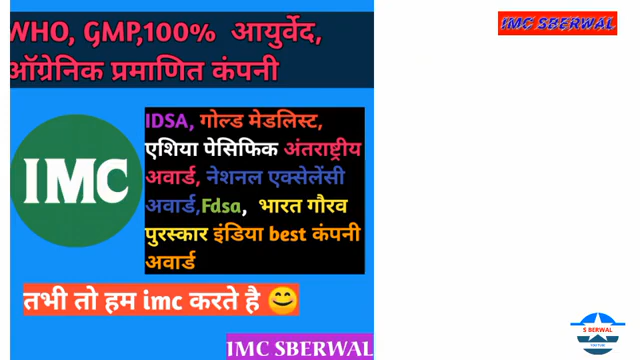 WHO, GMP,100% आयुर्वेद,
ऑग्रेनिक प्रमाणित कंपनी
IMC SBERWAL
IMC
IDSA, गोल्ड मेडलिस्ट,
एशिया पेसिफिक अंतराष्ट्रीय
अवार्ड, नेशनल एक्सेलेंसी
अवार्ड,Fdsa, भारत गौरव
पुरस्कार इंडिया best कंपनी
अवार्ड
तभी तो हम imc करते है 😊
IMC SBERWAL
S BERWAL